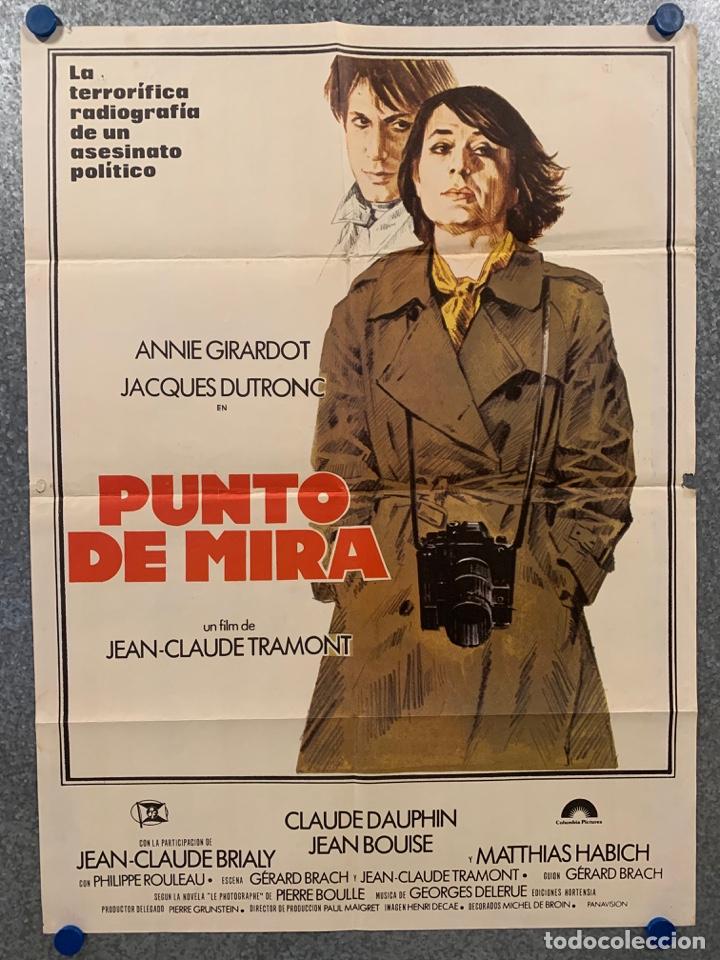 La
terrorífica
radiografía
de un
asesinato
político
ANNIE GIRARDOT
JACQUES DUTRONC
EN
PUNTO
DE MIRA
un film de
JEAN-CLAUDE TRAMONT
CLAUDE DAUPHIN
JEAN BOUISE
Columbia Pictures
CON LA PARTICIPACION DE
JEAN-CLAUDE BRIALY
Y MATTHIAS HABICH
CON PHILIPPE ROULEAU • ESCENA GÉRARD BRACH Y JEAN-CLAUDE TRAMONT • GUION GÉRARD BRACH
SEGUN LA NOVELA "LE PHOTOGRAPHE" DE PIERRE BOULLE MUSICA DE GEORGES DELERUE EDICIONES HORTENSIA
PRODUCTOR DELEGADO PIERRE GRUNSTEIN • DIRECTOR DE PRODUCCION PAUL MAIGRET IMAGEN HENRI DECAE • DECORADOS MICHEL DE BROIN • PANAVISION
todocoleccion